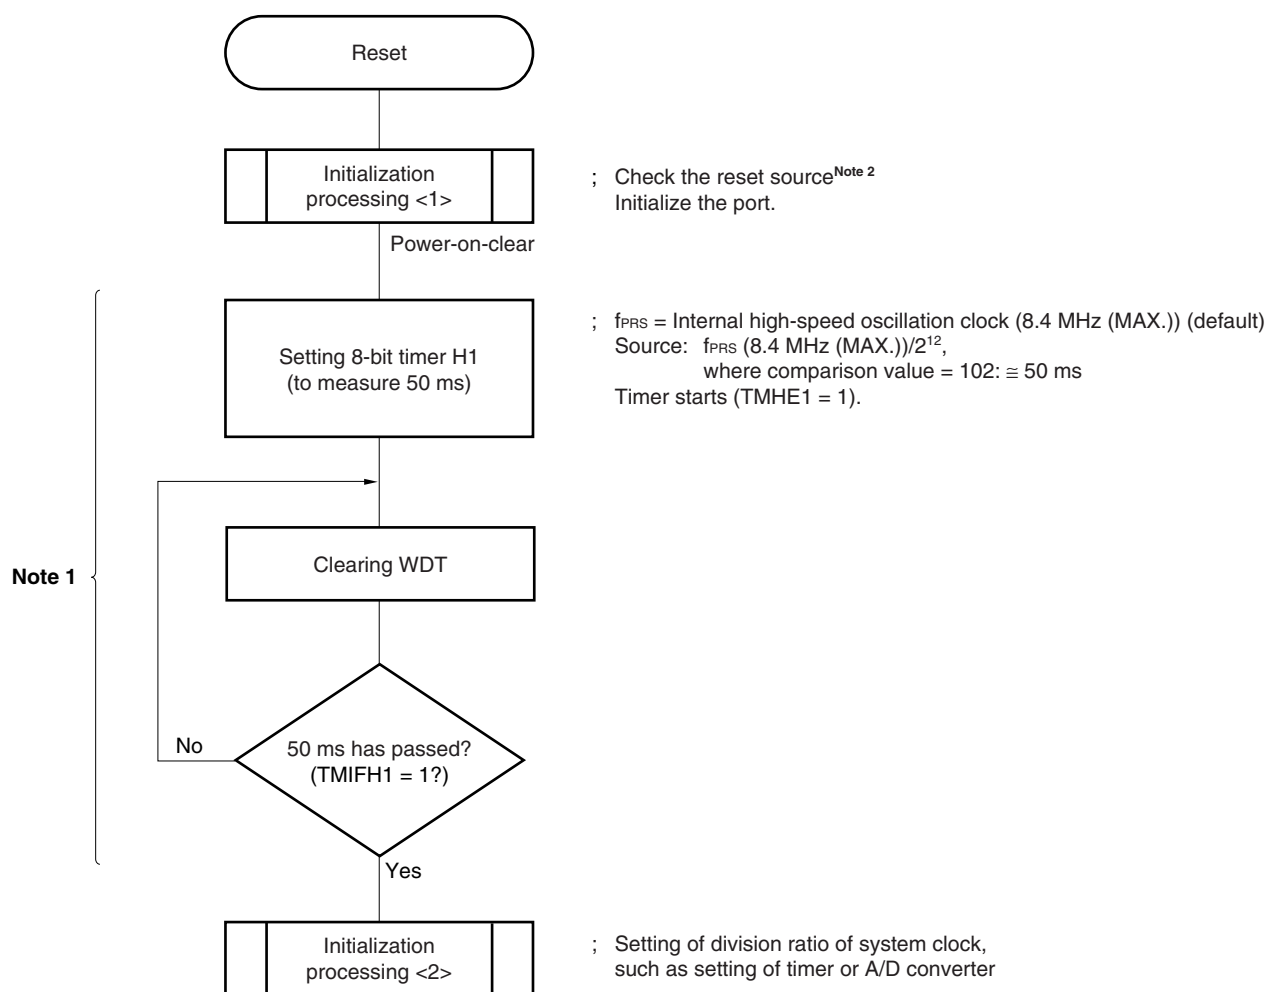 Reset
Initialization
processing <1>
; Check the reset source Note 2
Initialize the port.
Power-on-clear
Setting 8-bit timer H1
(to measure 50 ms)
; fPRS = Internal high-speed oscillation clock (8.4 MHz (MAX.)) (default)
Source: fPRS (8.4 MHz (MAX.))/2¹²,
where comparison value = 102: ≅ 50 ms
Timer starts (TMHE1 = 1).
Note 1
Clearing WDT
No
50 ms has passed?
(TMIFH1 = 1?)
Yes
Initialization
processing <2>
; Setting of division ratio of system clock,
such as setting of timer or A/D converter